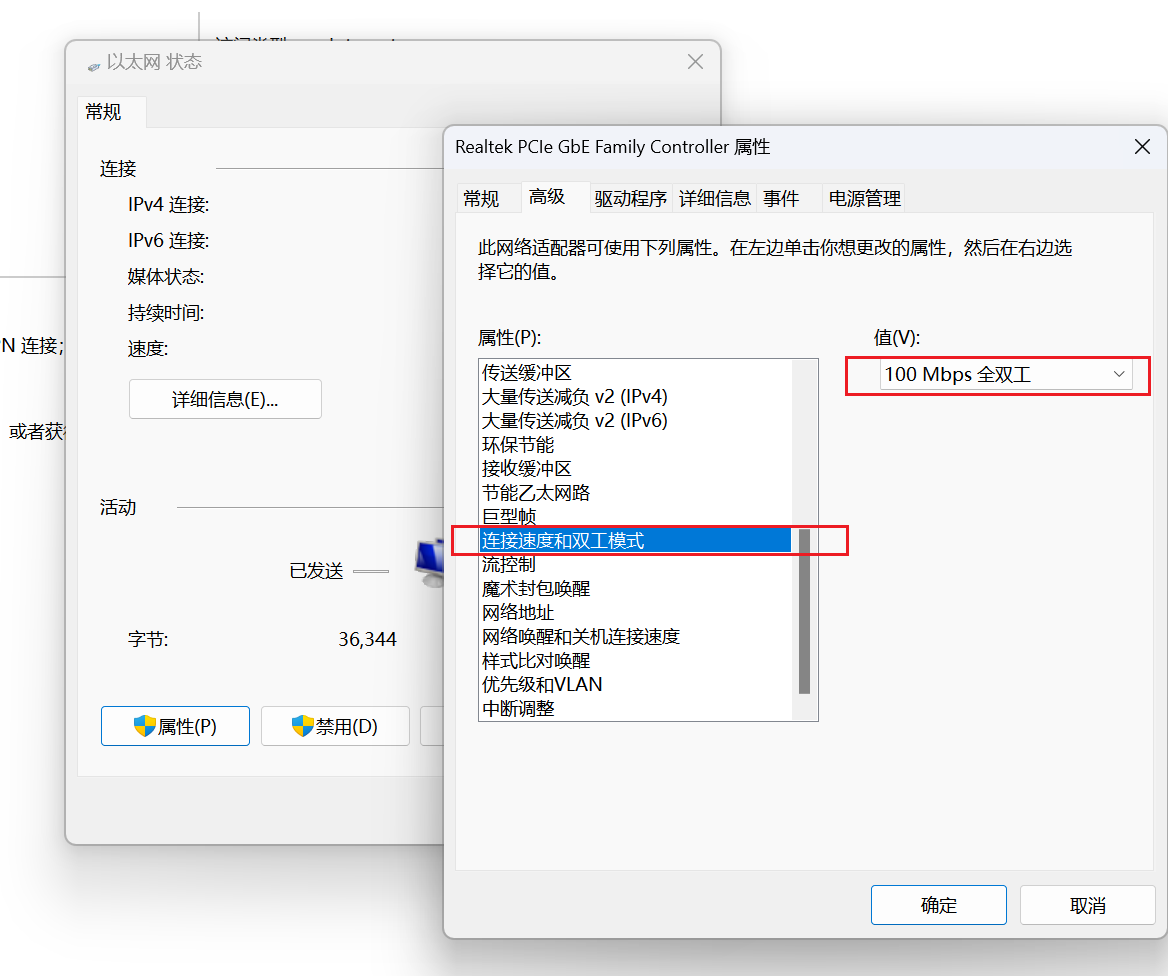 以太网 状态
常规
连接
IPv4 连接:
IPv6 连接:
媒体状态:
持续时间:
速度:
详细信息(E)...
活动
已发送
字节:
36,344
属性(P)
禁用(D)
N 连接;
或者获
Realtek PCIe GbE Family Controller 属性
常规
高级
驱动程序
详细信息
事件
电源管理
此网络适配器可使用下列属性。在左边单击你想更改的属性，然后在右边选
择它的值。
属性(P):
值(V):
传送缓冲区
大量传送减负 v2 (IPv4)
大量传送减负 v2 (IPv6)
环保节能
接收缓冲区
节能乙太网路
巨型帧
连接速度和双工模式
流控制
魔术封包唤醒
网络地址
网络唤醒和关机连接速度
样式比对唤醒
优先级和VLAN
中断调整
100 Mbps 全双工
确定
取消